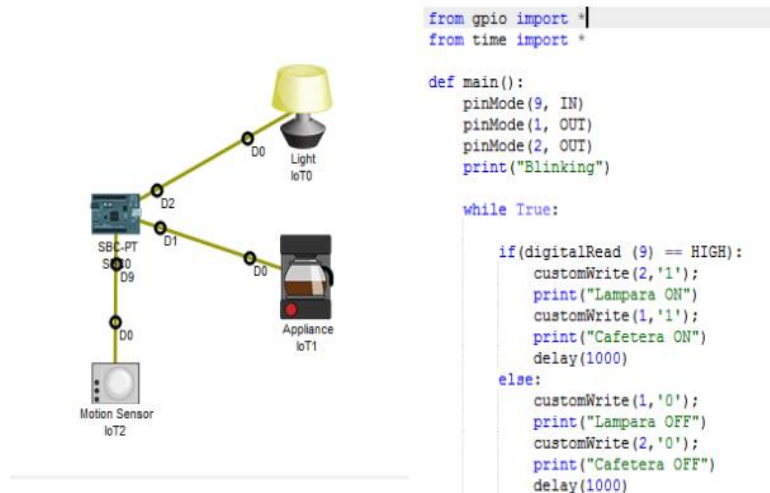 D0
Light
IoT0
D2
SBC-PT
D1
D9
D0
Appliance
IoT1
D0
Motion Sensor
IoT2
from gpio import *
from time import *
def main():
    pinMode(9, IN)
    pinMode(1, OUT)
    pinMode(2, OUT)
    print("Blinking")
    while True:
        if(digitalRead (9) == HIGH):
            customWrite(2,'1');
            print("Lampara ON")
            customWrite(1,'1');
            print("Cafetera ON")
            delay(1000)
        else:
            customWrite(1,'0');
            print("Lampara OFF")
            customWrite(2,'0');
            print("Cafetera OFF")
            delay(1000)